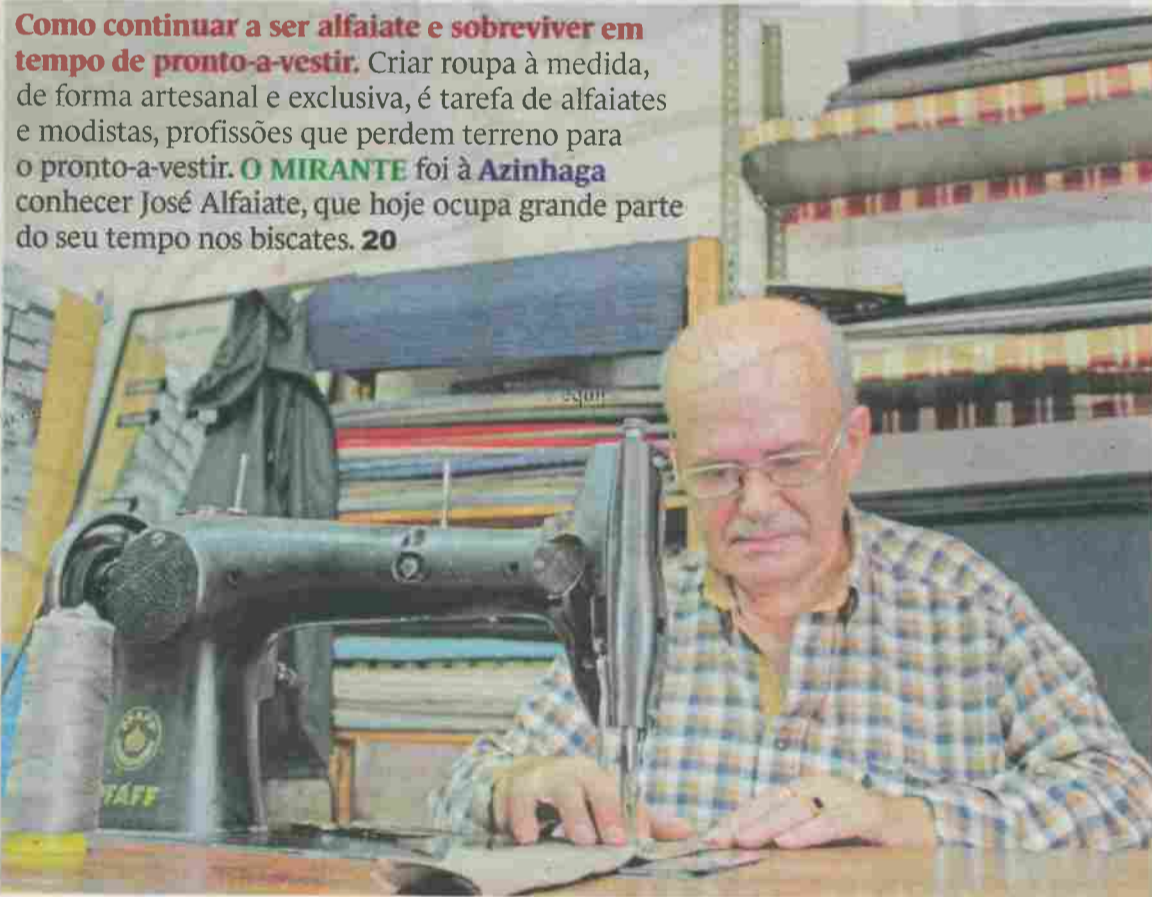 Como continuar a ser alfaiate e sobreviver em
tempo de pronto-a-vestir. Criar roupa à medida,
de forma artesanal e exclusiva, é tarefa de alfaiates
e modistas, profissões que perdem terreno para
o pronto-a-vestir. O MIRANTE foi à Azinhaga
conhecer José Alfaiate, que hoje ocupa grande parte
do seu tempo nos biscates. 20
PFAFF